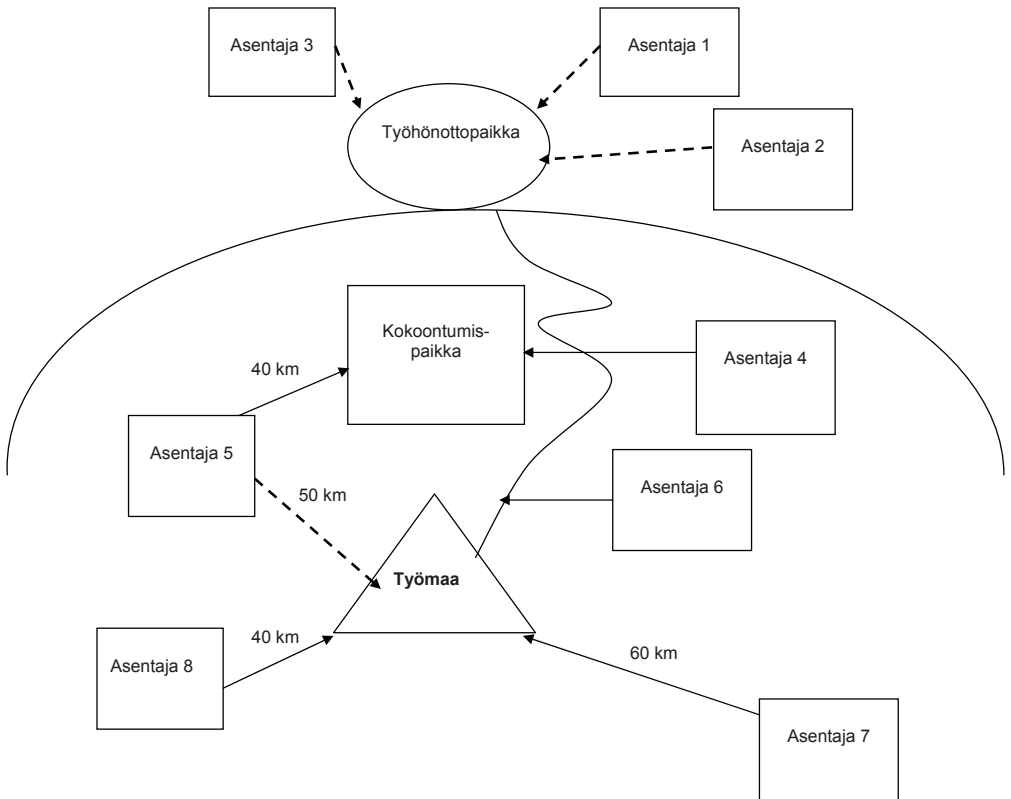 Asentaja 3
Asentaja 1
Työhönottopaikka
Asentaja 2
Kokoontumis-
paikka
Asentaja 4
40 km
Asentaja 5
Asentaja 6
50 km
Työmaa
40 km
60 km
Asentaja 8
Asentaja 7